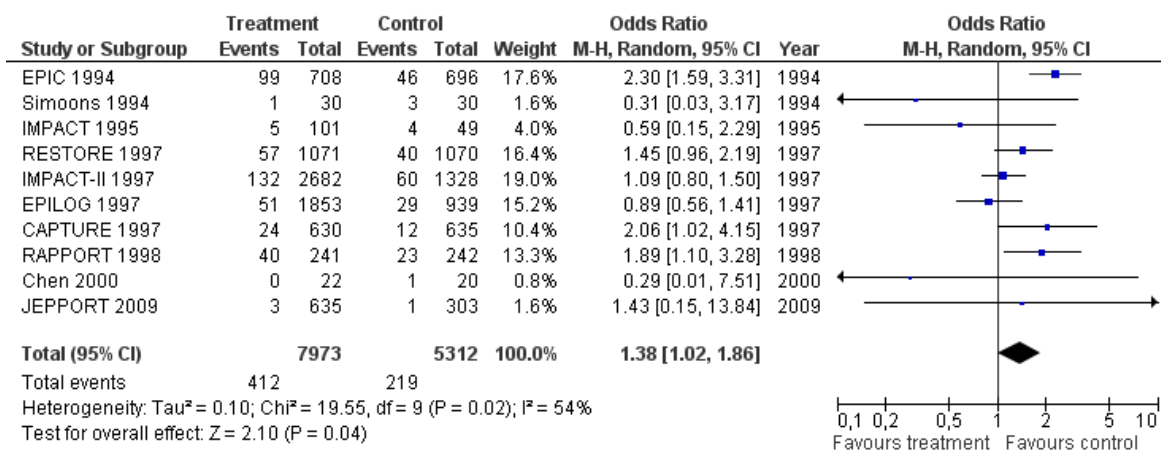 Treatment Control Odds Ratio Odds Ratio
Study or Subgroup Events Total Events Total Weight M-H, Random, 95% CI Year M-H, Random, 95% CI
EPIC 1994 99 708 46 696 17.6% 2.30 [1.59, 3.31] 1994
Simoons 1994 1 30 3 30 1.6% 0.31 [0.03, 3.17] 1994
IMPACT 1995 5 101 4 49 4.0% 0.59 [0.15, 2.29] 1995
RESTORE 1997 57 1071 40 1070 16.4% 1.45 [0.96, 2.19] 1997
IMPACT-II 1997 132 2682 60 1328 19.0% 1.09 [0.80, 1.50] 1997
EPILOG 1997 51 1853 29 939 15.2% 0.89 [0.56, 1.41] 1997
CAPTURE 1997 24 630 12 635 10.4% 2.06 [1.02, 4.15] 1997
RAPPORT 1998 40 241 23 242 13.3% 1.89 [1.10, 3.28] 1998
Chen 2000 0 22 1 20 0.8% 0.29 [0.01, 7.51] 2000
JEPPORT 2009 3 635 1 303 1.6% 1.43 [0.15, 13.84] 2009
Total (95% CI) 7973 5312 100.0% 1.38 [1.02, 1.86]
Total events 412 219
Heterogeneity: Tau² = 0.10; Chi² = 19.55, df = 9 (P = 0.02); I² = 54%
Test for overall effect: Z = 2.10 (P = 0.04)
0,1 0,2 0,5 1 2 5 10
Favours treatment Favours control